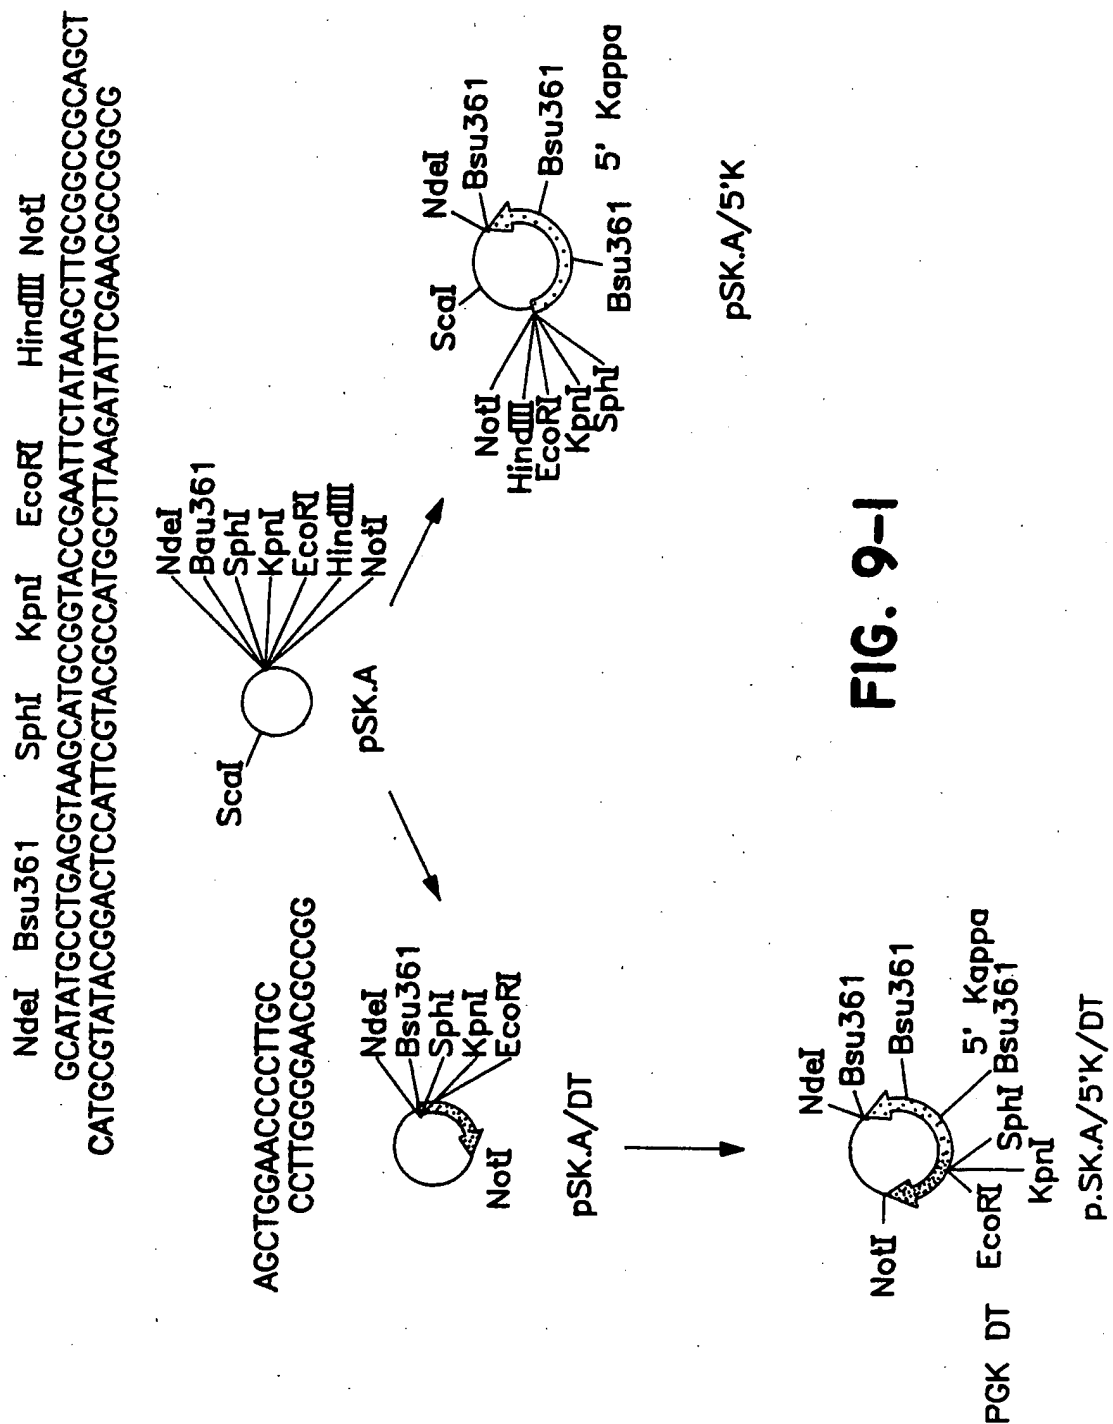 NdeI Bsu361 SphI KpnI EcoRI HindIII NotI
GCATATGCCTGAGGTAAGCATGCGGTACCGAATTCTATAAGCTTGCGGCCGCAGCT
CATGCGTATACGGACTCCATTCGTACGCCATGGCTTAAGATATTCGAACGCCGGCG
ScaI
NdeI
Bau361
SphI
KpnI
EcoRI
HindIII
NotI
pSK.A
AGCTGGAACCCCTTGC
CCTTGGGGAACGCCGG
NdeI
Bsu361
SphI
KpnI
EcoRI
NotI
pSK.A/DT
ScaI
NdeI
Bsu361
Bsu361
Bsu361 5' Kappa
NotI
HindIII
EcoRI
KpnI
SphI
pSK.A/5'K
NdeI
Bsu361
Bsu361
5' Kappa
Bsu361
SphI
KpnI
EcoRI
NotI
PGK DT
p.SK.A/5'K/DT
FIG. 9-1